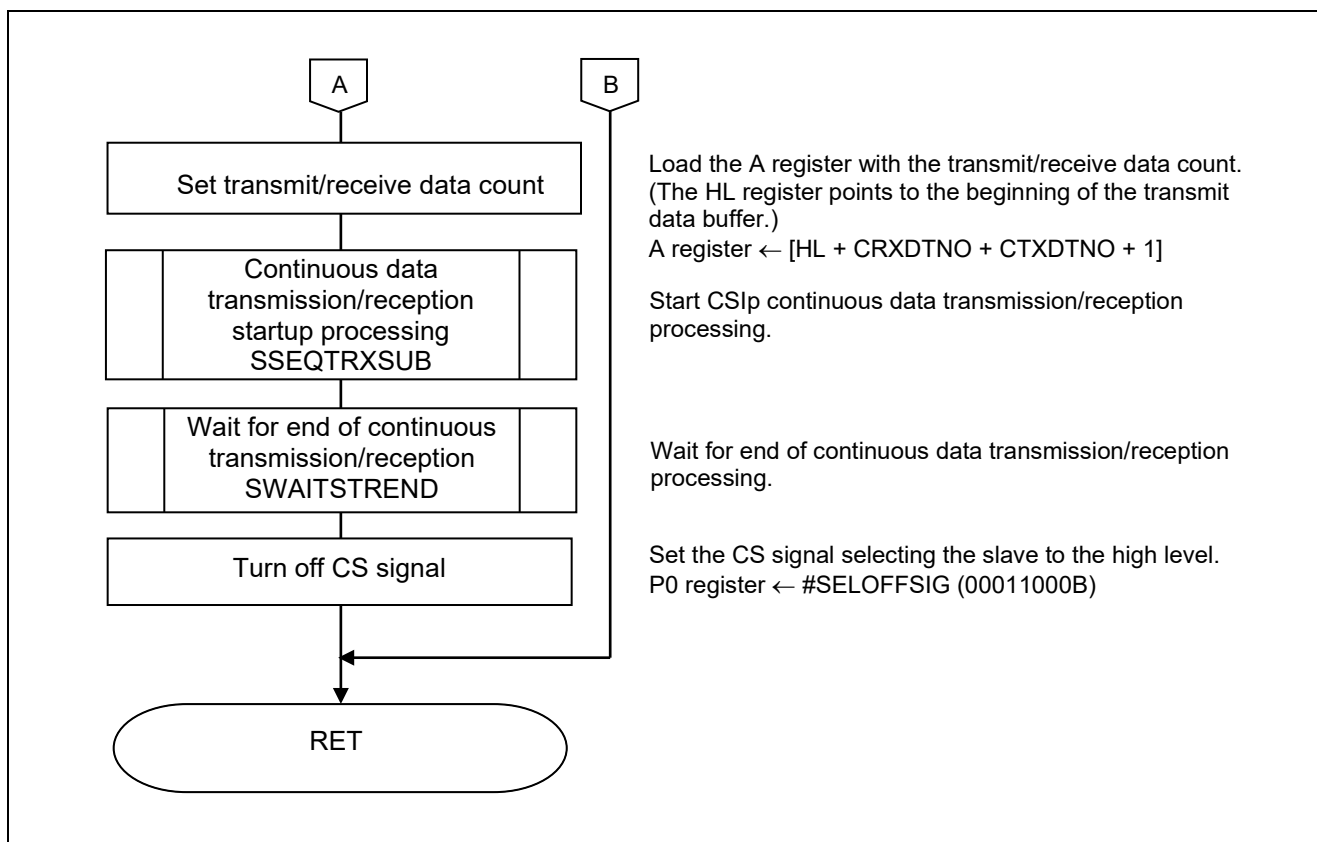 A
B
Set transmit/receive data count
Load the A register with the transmit/receive data count.
(The HL register points to the beginning of the transmit
data buffer.)
A register ← [HL + CRXDTNO + CTXDTNO + 1]
Continuous data
transmission/reception
startup processing
SSEQTRXSUB
Start CSIp continuous data transmission/reception
processing.
Wait for end of continuous
transmission/reception
SWAITSTREND
Wait for end of continuous data transmission/reception
processing.
Turn off CS signal
Set the CS signal selecting the slave to the high level.
P0 register ← #SELOFFSIG (00011000B)
RET